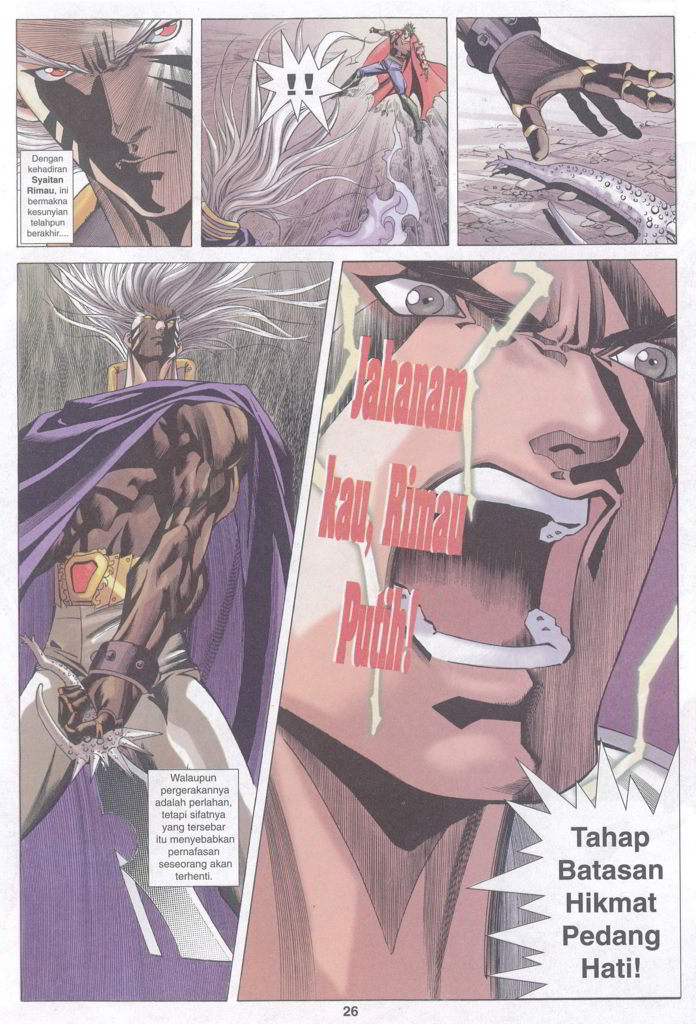 Dengan
kehadiran
Syaitan
Rimau, ini
bermakna
kesunyian
telahpun
berakhir....
!!
Jahanam
kau, Rimau
Putih!
Walaupun
pergerakannya
adalah perlahan,
tetapi sifatnya
yang tersebar
itu menyebabkan
pernafasan
seseorang akan
terhenti.
Tahap
Batasan
Hikmat
Pedang
Hati!
26